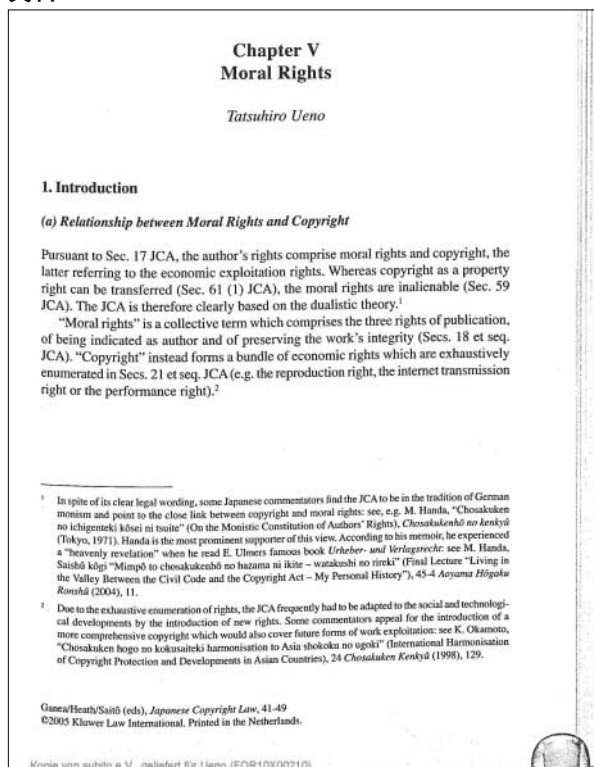 Chapter V
Moral Rights
Tatsuhiro Ueno
1. Introduction
(a) Relationship between Moral Rights and Copyright
Pursuant to Sec. 17 JCA, the author's rights comprise moral rights and copyright, the
latter referring to the economic exploitation rights. Whereas copyright as a property
right can be transferred (Sec. 61 (1) JCA), the moral rights are inalienable (Sec. 59
JCA). The JCA is therefore clearly based on the dualistic theory.¹
"Moral rights" is a collective term which comprises the three rights of publication,
of being indicated as author and of preserving the work's integrity (Secs. 18 et seq.
JCA). "Copyright" instead forms a bundle of economic rights which are exhaustively
enumerated in Secs. 21 et seq. JCA (e.g. the reproduction right, the internet transmission
right or the performance right).²
¹ In spite of its clear legal wording, some Japanese commentators find the JCA to be in the tradition of German
monism and point to the close link between copyright and moral rights: see, e.g. M. Handa, "Chosakuken
no ichigenteki kôsei ni tsuite" (On the Monistic Constitution of Authors' Rights), Chosakukenhô no kenkyû
(Tokyo, 1971). Handa is the most prominent supporter of this view. According to his memoir, he experienced
a "heavenly revelation" when he read E. Ulmers famous book Urheber- und Verlagsrecht: see M. Handa,
Saishû kôgi "Mimpô to chosakukenhô no hazama ni ikite – watakushi no rireki" (Final Lecture "Living in
the Valley Between the Civil Code and the Copyright Act – My Personal History"), 45-4 Aoyama Hôgaku
Ronshû (2004), 11.
² Due to the exhaustive enumeration of rights, the JCA frequently had to be adapted to the social and technologi-
cal developments by the introduction of new rights. Some commentators appeal for the introduction of a
more comprehensive copyright which would also cover future forms of work exploitation: see K. Okamoto,
"Chosakuken hogo no kokusaiteki harmonisation to Asia shokoku no ugoki" (International Harmonisation
of Copyright Protection and Developments in Asian Countries), 24 Chosakuken Kenkyû (1998), 129.
Ganea/Heath/Saitô (eds), Japanese Copyright Law, 41-49
©2005 Kluwer Law International. Printed in the Netherlands.
Kopie von subito e.V., geliefert für Ueno (FOR10X00210)